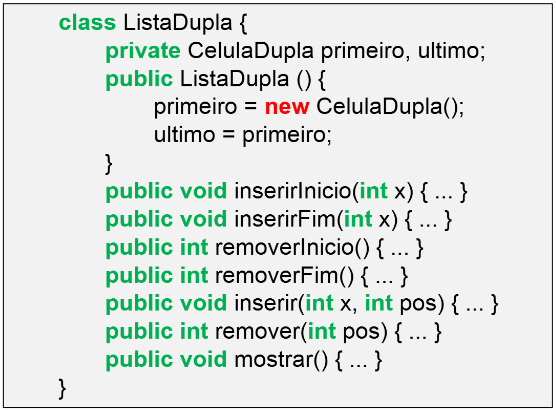 class ListaDupla {
private CelulaDupla primeiro, ultimo;
public ListaDupla () {
primeiro = new CelulaDupla();
ultimo = primeiro;
}
public void inserirInicio(int x) { ... }
public void inserirFim(int x) { ... }
public int removerInicio() { ... }
public int removerFim() { ... }
public void inserir(int x, int pos) { ... }
public int remover(int pos) { ... }
public void mostrar() { ... }
}